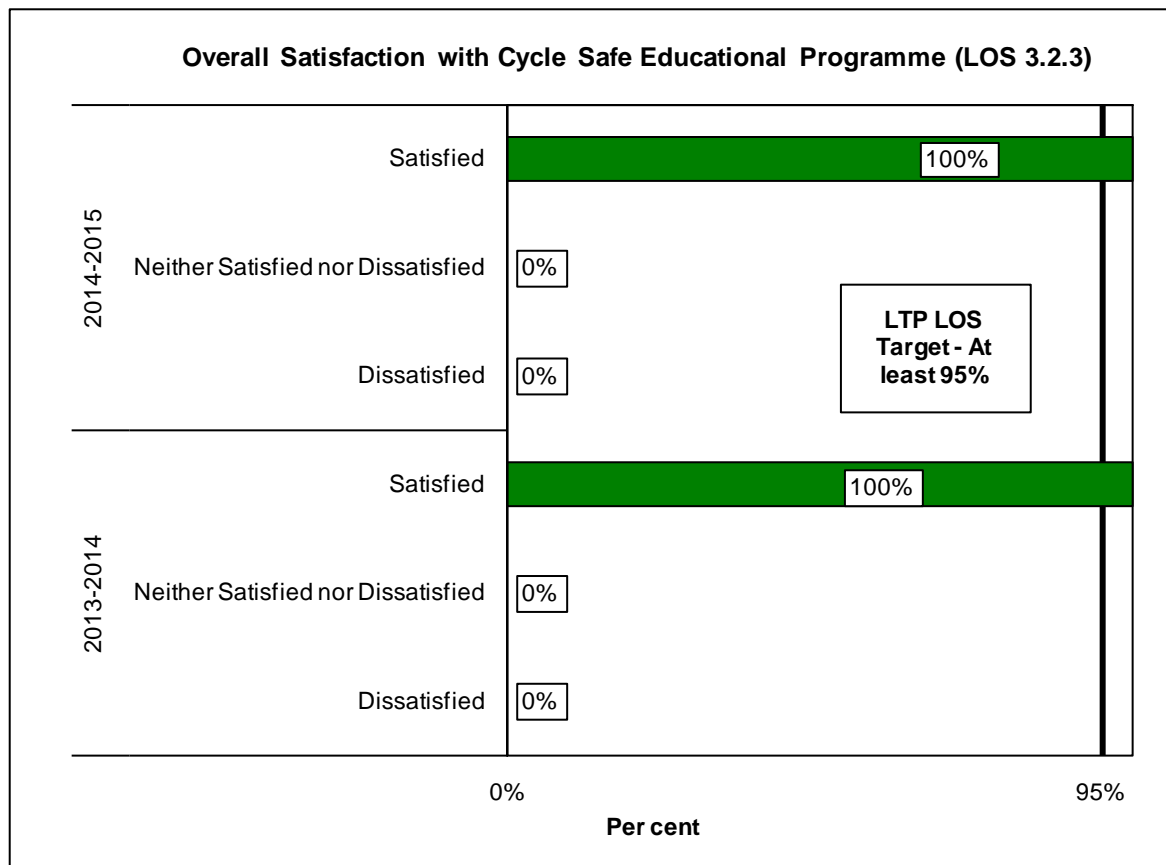 Overall Satisfaction with Cycle Safe Educational Programme (LOS 3.2.3)
2014-2015
Satisfied
100%
Neither Satisfied nor Dissatisfied
0%
Dissatisfied
0%
LTP LOS
Target - At
least 95%
2013-2014
Satisfied
100%
Neither Satisfied nor Dissatisfied
0%
Dissatisfied
0%
0%
95%
Per cent